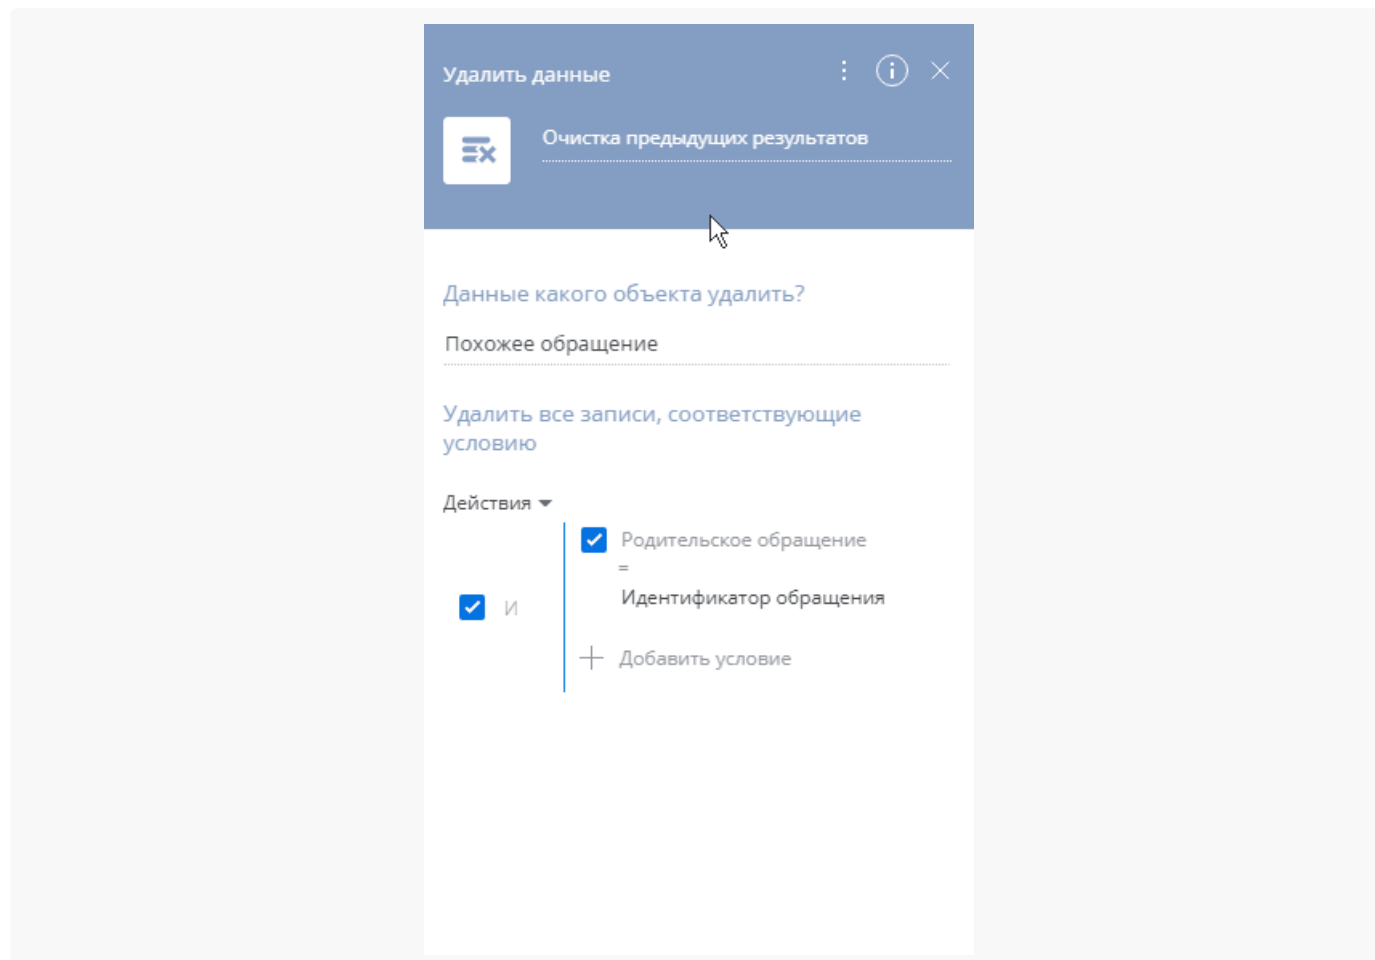 Удалить данные
Очистка предыдущих результатов
Данные какого объекта удалить?
Похожее обращение
Удалить все записи, соответствующие
условию
Действия
Родительское обращение
=
Идентификатор обращения
И
Добавить условие